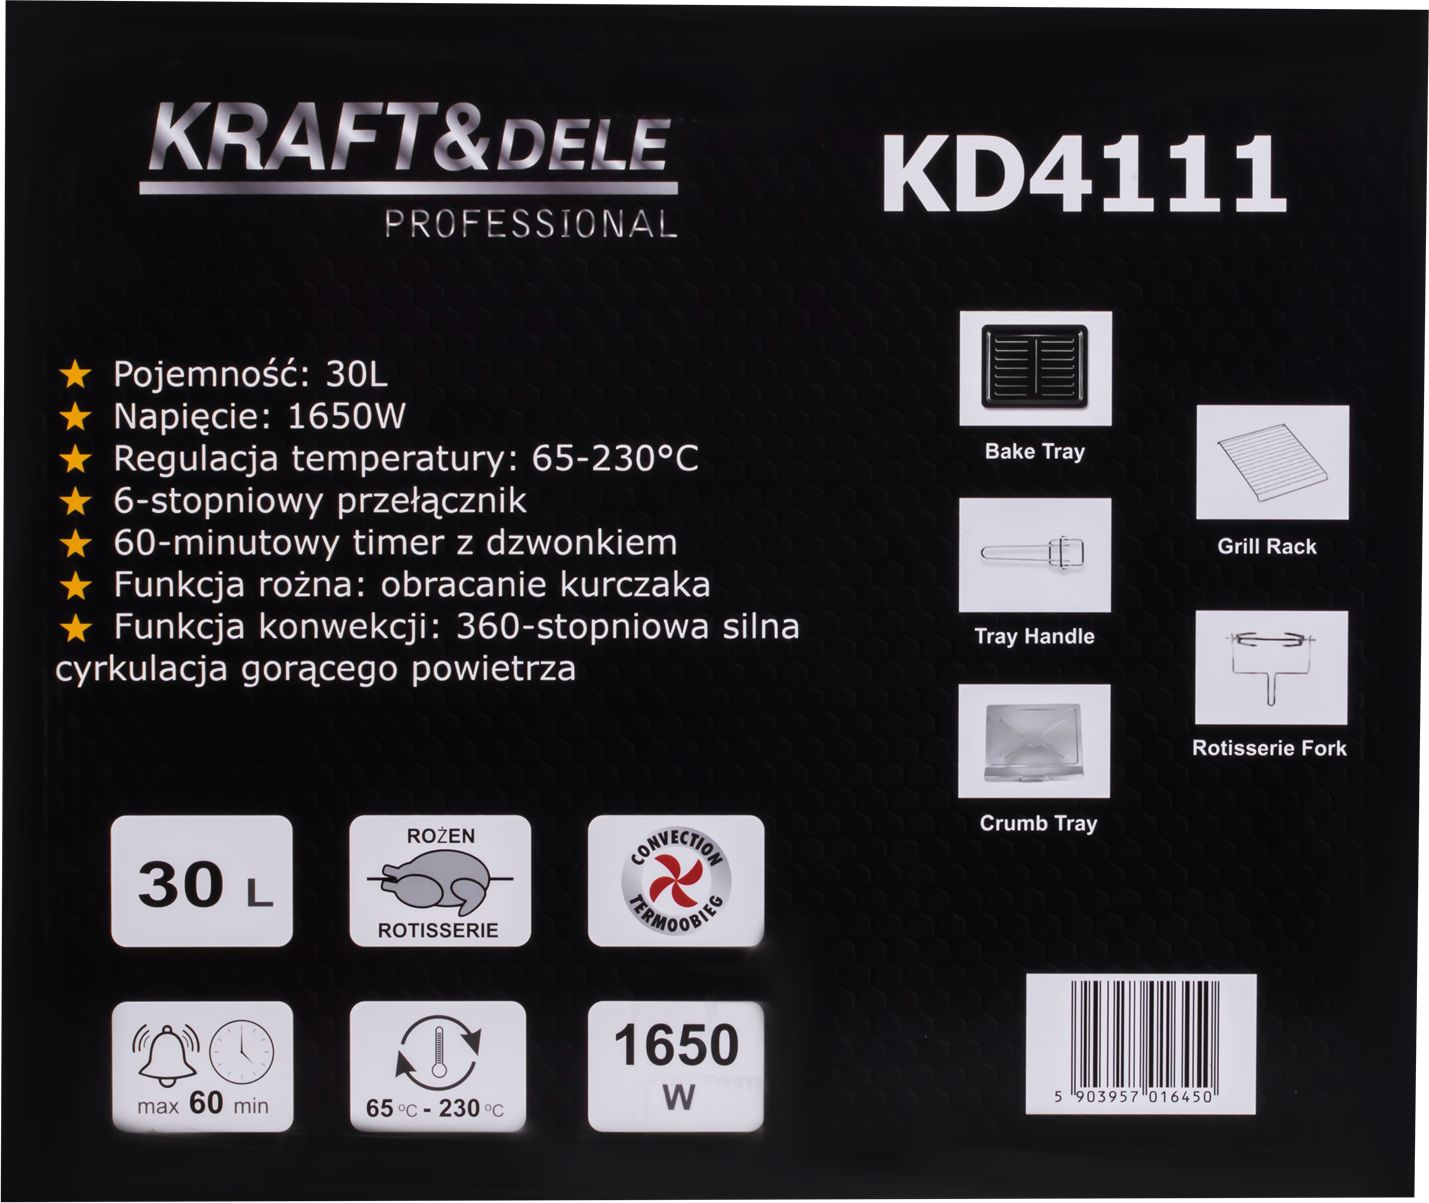 KRAFT&DELE
PROFESSIONAL
KD4111
Pojemność: 30L
Napięcie: 1650W
Regulacja temperatury: 65-230°C
6-stopniowy przełącznik
60-minutowy timer z dzwonkiem
Funkcja rożna: obracanie kurczaka
Funkcja konwekcji: 360-stopniowa silna
cyrkulacja gorącego powietrza
Bake Tray
Grill Rack
Tray Handle
Rotisserie Fork
Crumb Tray
30 L
ROŻEN
ROTISSERIE
CONVECTION
TERMOOBIEG
max 60 min
65 °C - 230 °C
1650
W
5 903957 016450